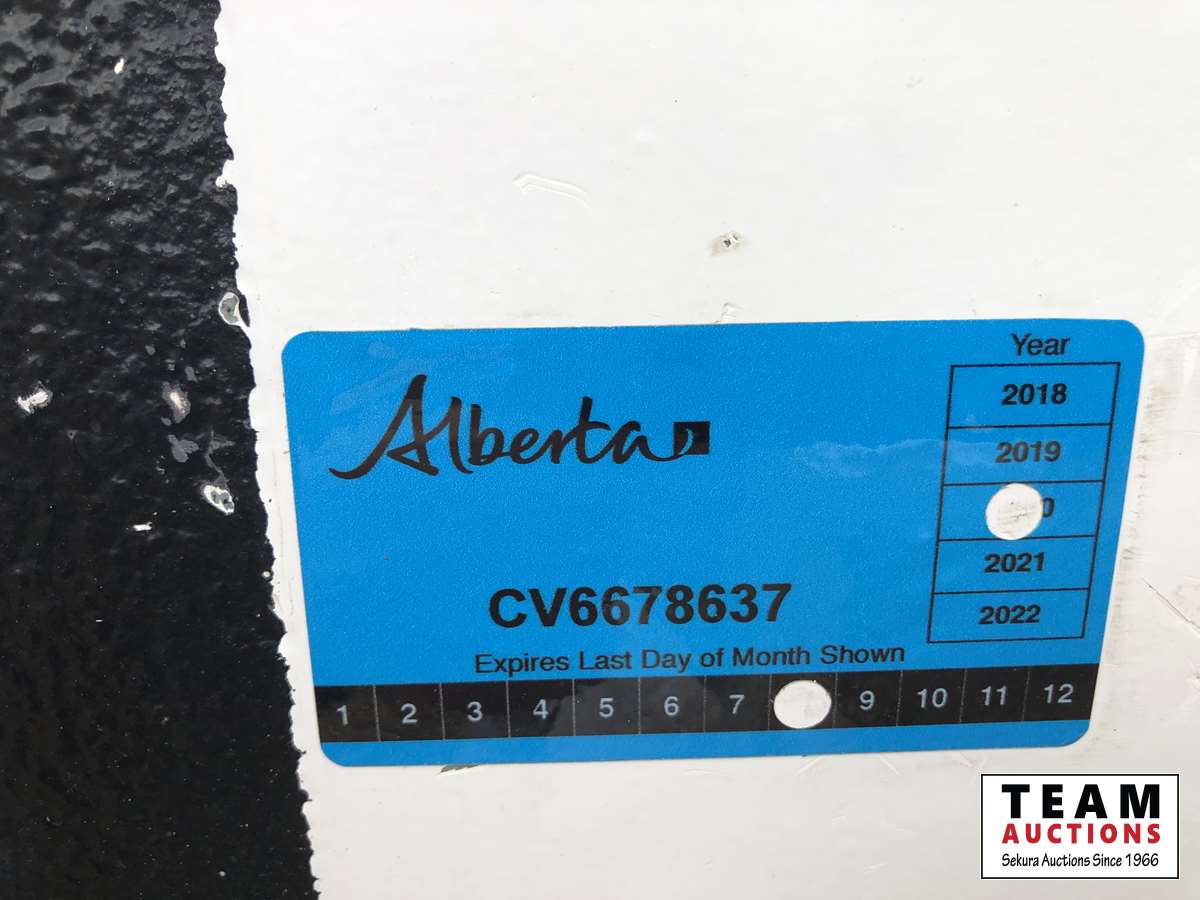 Alberta
Year
2018
2019
0
2021
2022
CV6678637
Expires Last Day of Month Shown
1 2 3 4 5 6 7 9 10 11 12
TEAM
AUCTIONS
Sekura Auctions Since 1966